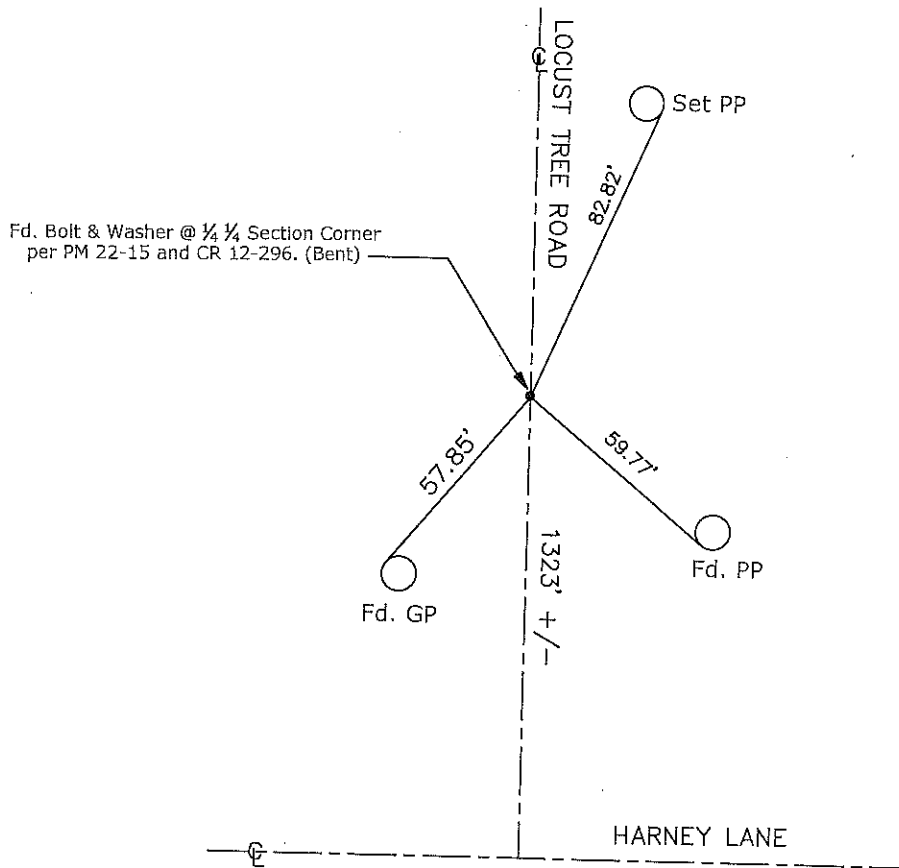 ℄
LOCUST TREE ROAD
Set PP
82.82'
Fd. Bolt & Washer @ ¼ ¼ Section Corner
per PM 22-15 and CR 12-296. (Bent)
57.85'
59.77'
1323' +/-
Fd. PP
Fd. GP
HARNEY LANE
℄